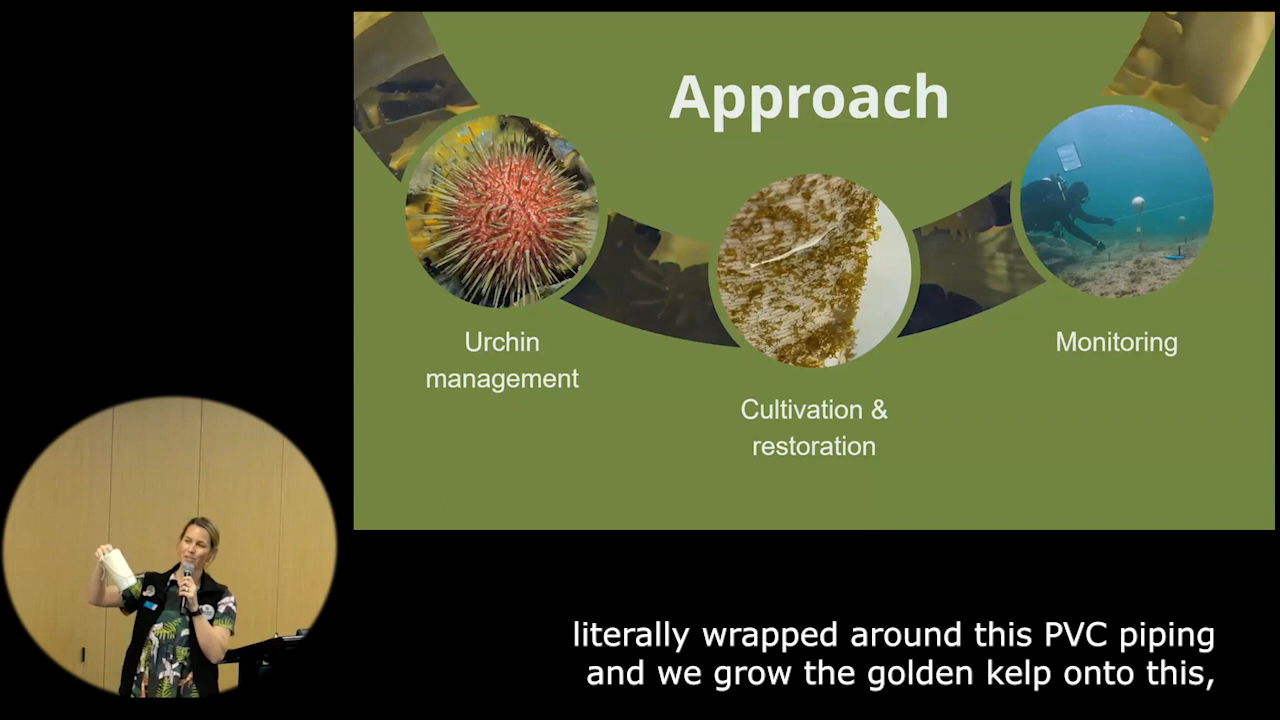 Approach
Urchin
management
Cultivation &
restoration
Monitoring
literally wrapped around this PVC piping
and we grow the golden kelp onto this,